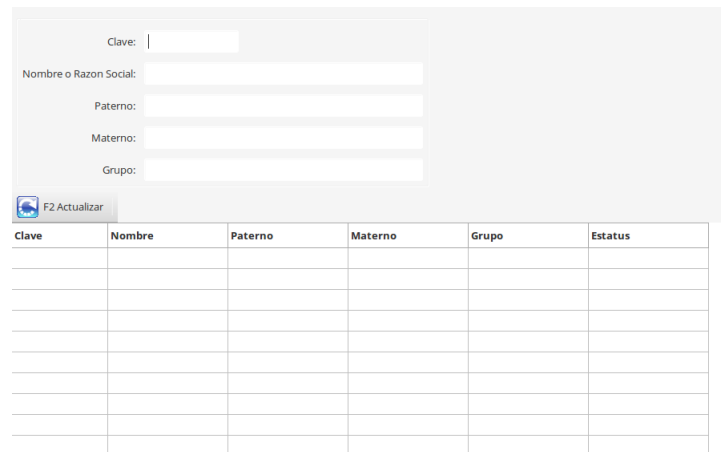 Clave:
Nombre o Razon Social:
Paterno:
Materno:
Grupo:
F2 Actualizar
Clave Nombre Paterno Materno Grupo Estatus